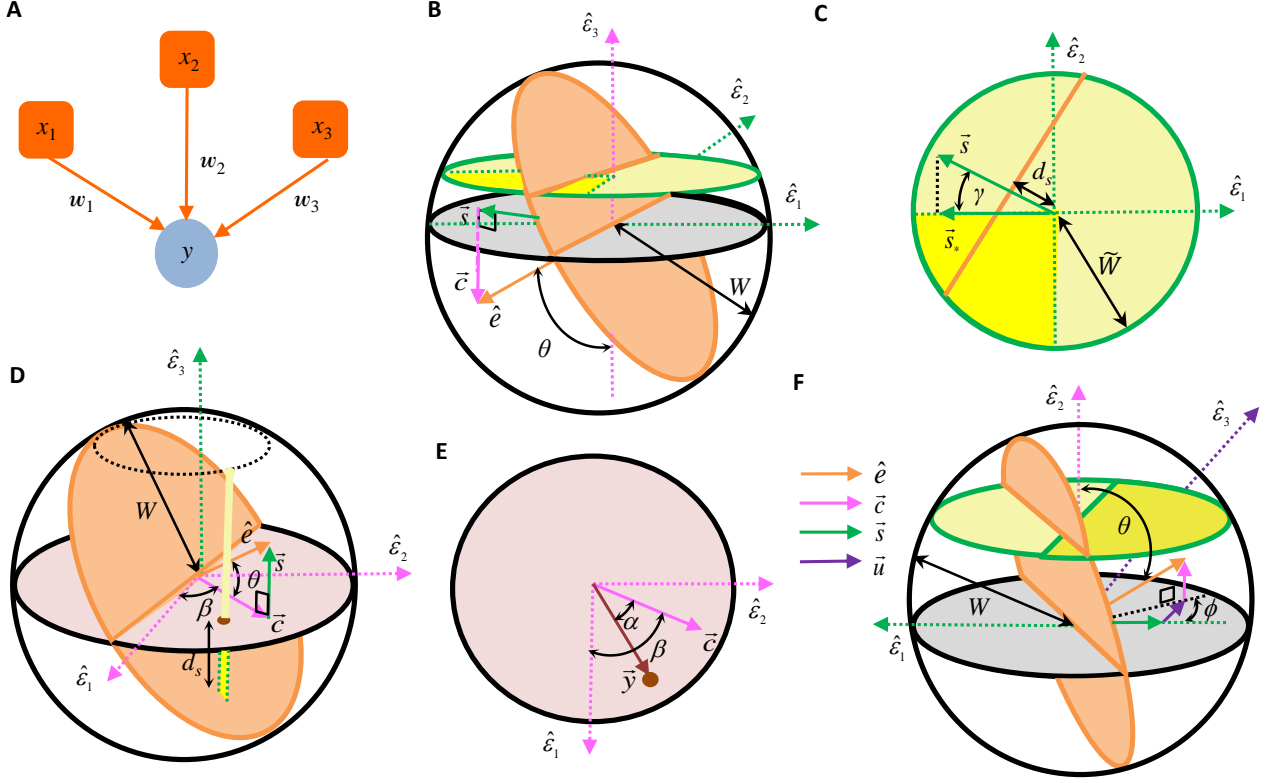 A
x₁
x₂
x₃
w₁
w₂
w₃
y
B
ε̂₃
ε̂₂
ε̂₁
s⃗
c⃗
ê
θ
W
C
ε̂₂
ε̂₁
s⃗
γ
dₛ
s⃗*
W̃
D
ε̂₃
W
ê
ε̂₂
s⃗
θ
β
c⃗
dₛ
ε̂₁
E
ε̂₂
α
β
c⃗
y⃗
ε̂₁
F
ê
c⃗
s⃗
u⃗
ε̂₂
ε̂₃
θ
W
ϕ
ε̂₁